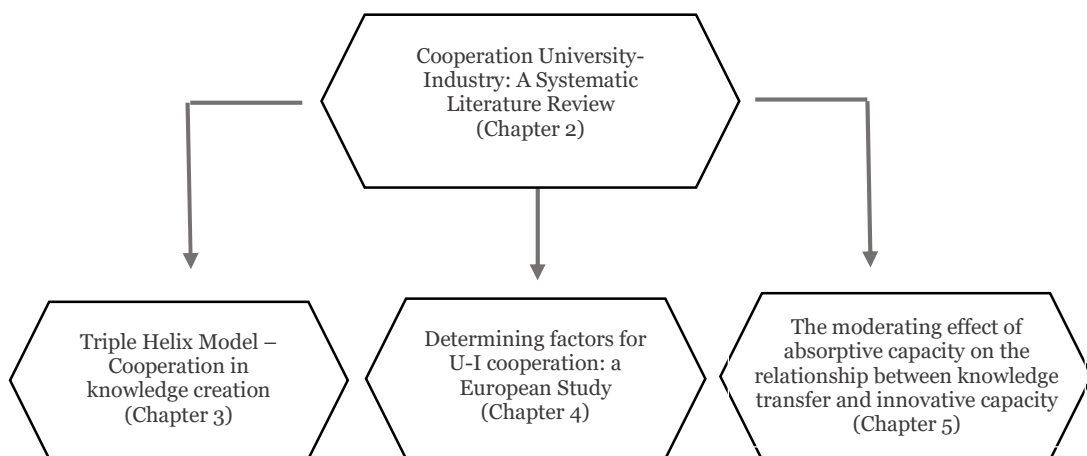 Cooperation University-
Industry: A Systematic
Literature Review
(Chapter 2)
Triple Helix Model –
Cooperation in
knowledge creation
(Chapter 3)
Determining factors for
U-I cooperation: a
European Study
(Chapter 4)
The moderating effect of
absorptive capacity on the
relationship between knowledge
transfer and innovative capacity
(Chapter 5)